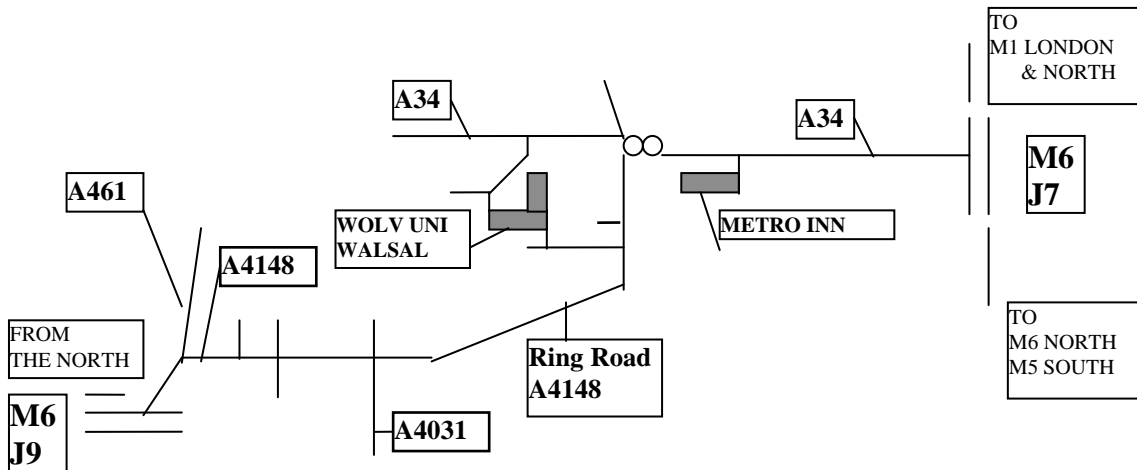 TO
M1 LONDON
& NORTH
A34
A34
M6
J7
A461
WOLV UNI
WALSAL
METRO INN
A4148
FROM
THE NORTH
TO
M6 NORTH
M5 SOUTH
Ring Road
A4148
M6
J9
A4031